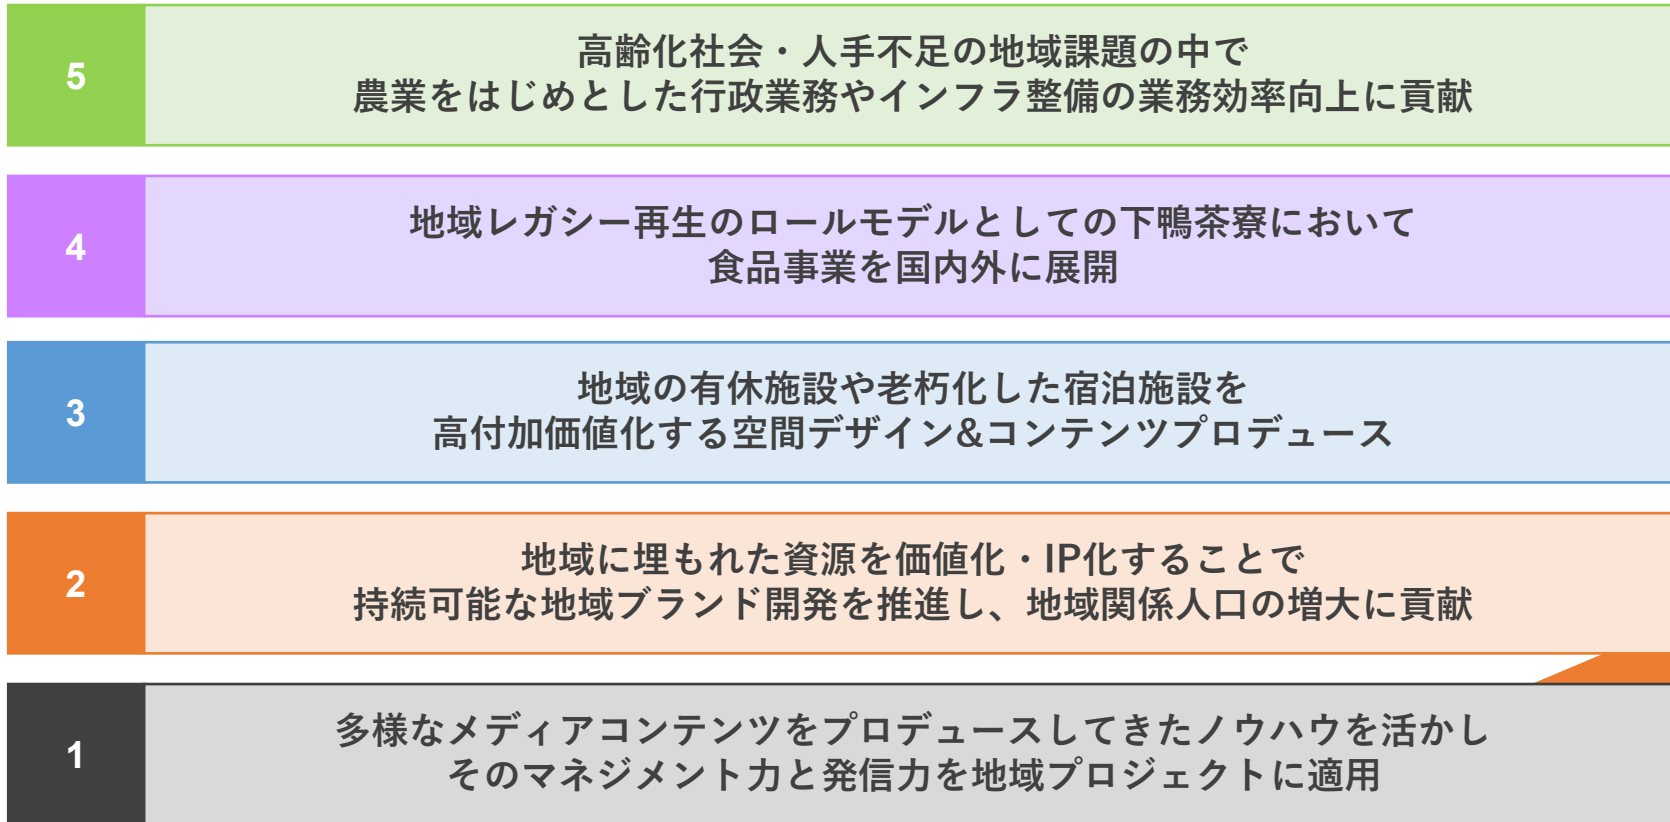 5
高齢化社会・人手不足の地域課題の中で
農業をはじめとした行政業務やインフラ整備の業務効率向上に貢献
4
地域レガシー再生のロールモデルとしての下鴨茶寮において
食品事業を国内外に展開
3
地域の有休施設や老朽化した宿泊施設を
高付加価値化する空間デザイン&コンテンツプロデュース
2
地域に埋もれた資源を価値化・IP化することで
持続可能な地域ブランド開発を推進し、地域関係人口の増大に貢献
1
多様なメディアコンテンツをプロデュースしてきたノウハウを活かし
そのマネジメント力と発信力を地域プロジェクトに適用